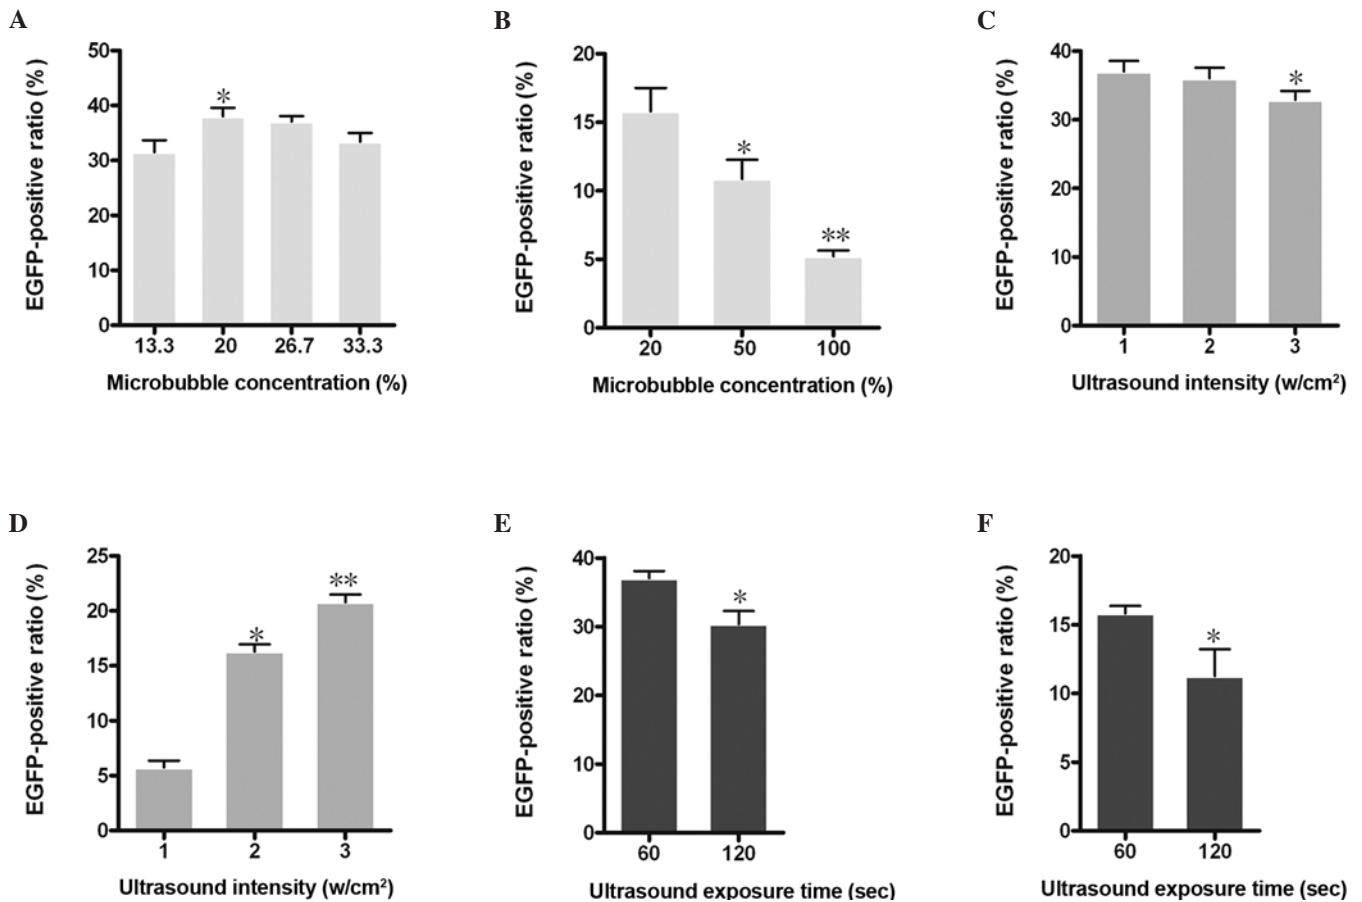 A
EGFP-positive ratio (%)
50
40
30
20
10
0
*
13.3 20 26.7 33.3
Microbubble concentration (%)
B
EGFP-positive ratio (%)
20
15
10
5
0
*
**
20 50 100
Microbubble concentration (%)
C
EGFP-positive ratio (%)
40
30
20
10
0
*
1 2 3
Ultrasound intensity (w/cm²)
D
EGFP-positive ratio (%)
25
20
15
10
5
0
*
**
1 2 3
Ultrasound intensity (w/cm²)
E
EGFP-positive ratio (%)
40
30
20
10
0
*
60 120
Ultrasound exposure time (sec)
F
EGFP-positive ratio (%)
20
15
10
5
0
*
60 120
Ultrasound exposure time (sec)